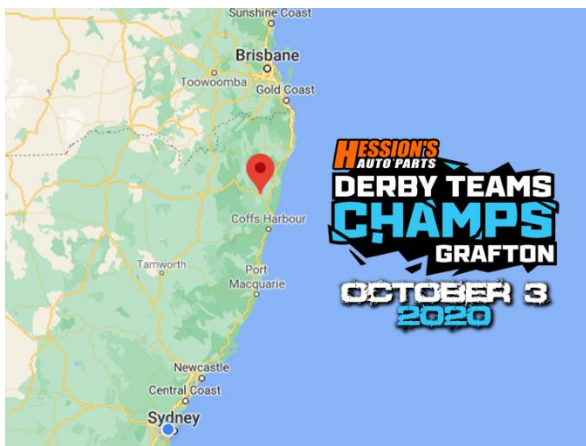 Sunshine Coast
Brisbane
Toowoomba
Gold Coast
HESSION'S
AUTO PARTS
DERBY TEAMS
CHAMPS
GRAFTON
Coffs Harbour
Tamworth
Port
Macquarie
OCTOBER 3
2020
Newcastle
Central Coast
Sydney